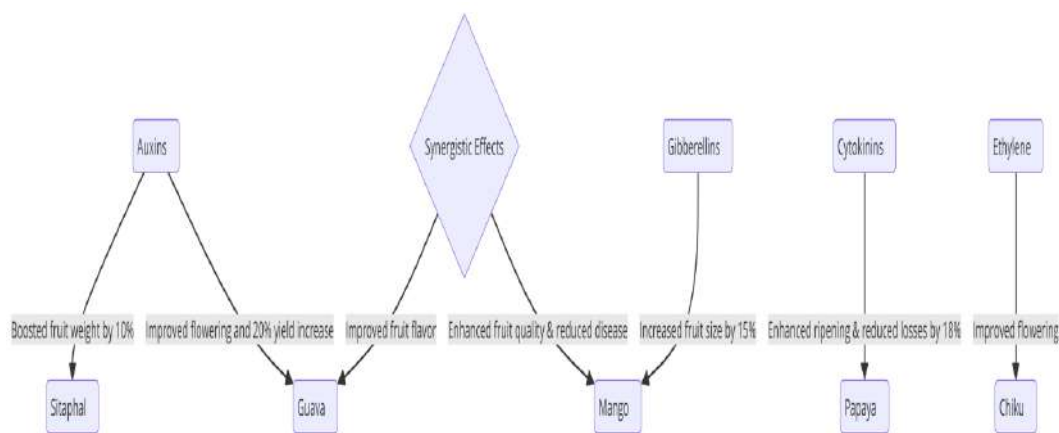 Auxins
Synergistic Effects
Gibberellins
Cytokinins
Ethylene
Boosted fruit weight by 10%
Improved flowering and 20% yield increase
Improved fruit flavor
Enhanced fruit quality & reduced disease
Increased fruit size by 15%
Enhanced ripening & reduced losses by 18%
Improved flowering
Sitaphal
Guava
Mango
Papaya
Chiku